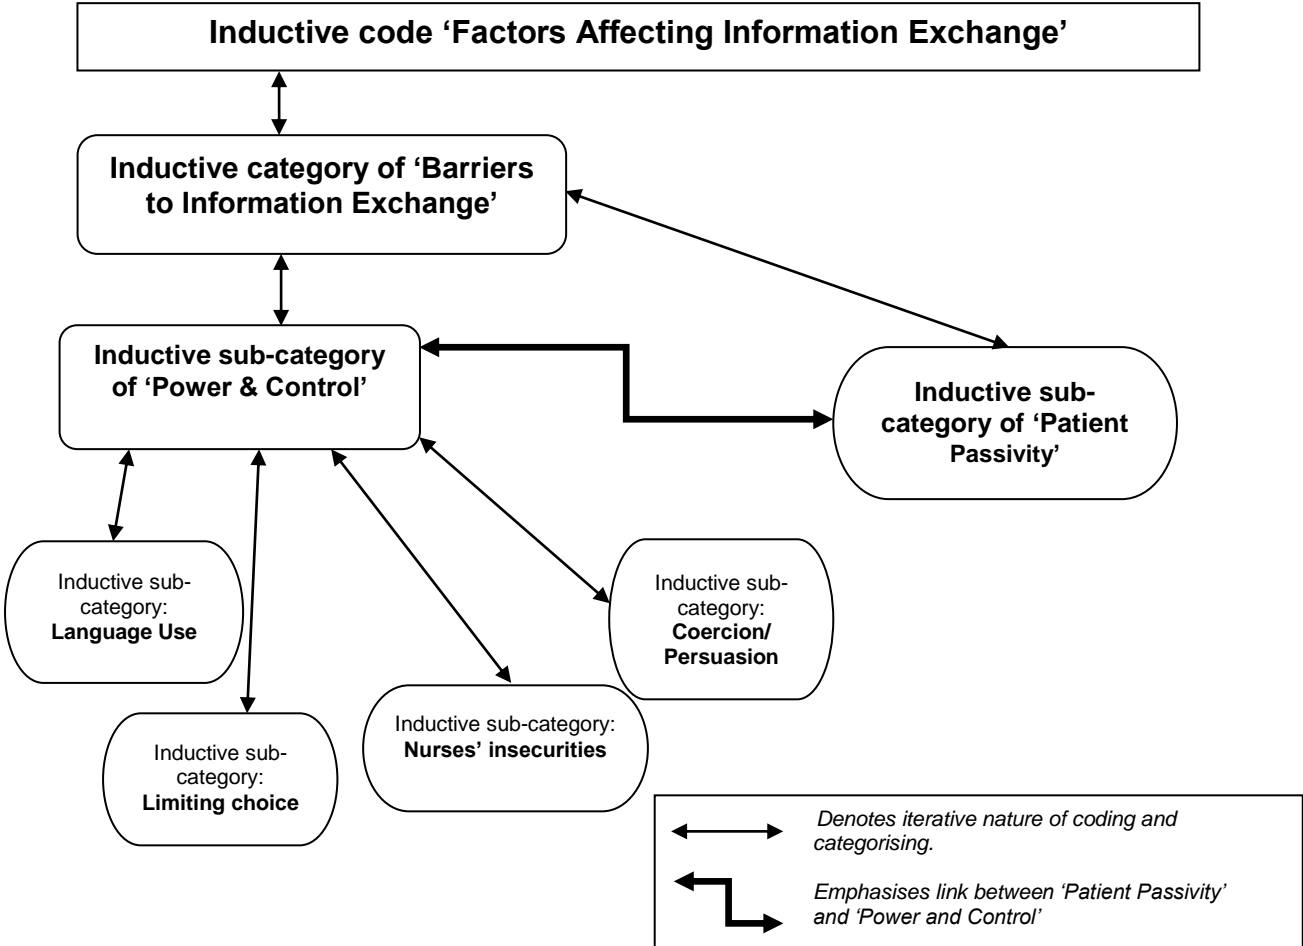 Inductive code ‘Factors Affecting Information Exchange’
Inductive category of ‘Barriers
to Information Exchange’
Inductive sub-category
of ‘Power & Control’
Inductive sub-
category of ‘Patient
Passivity’
Inductive sub-
category:
Language Use
Inductive sub-
category:
Coercion/
Persuasion
Inductive sub-category:
Nurses’ insecurities
Inductive sub-
category:
Limiting choice
Denotes iterative nature of coding and
categorising.
Emphasises link between ‘Patient Passivity’
and ‘Power and Control’